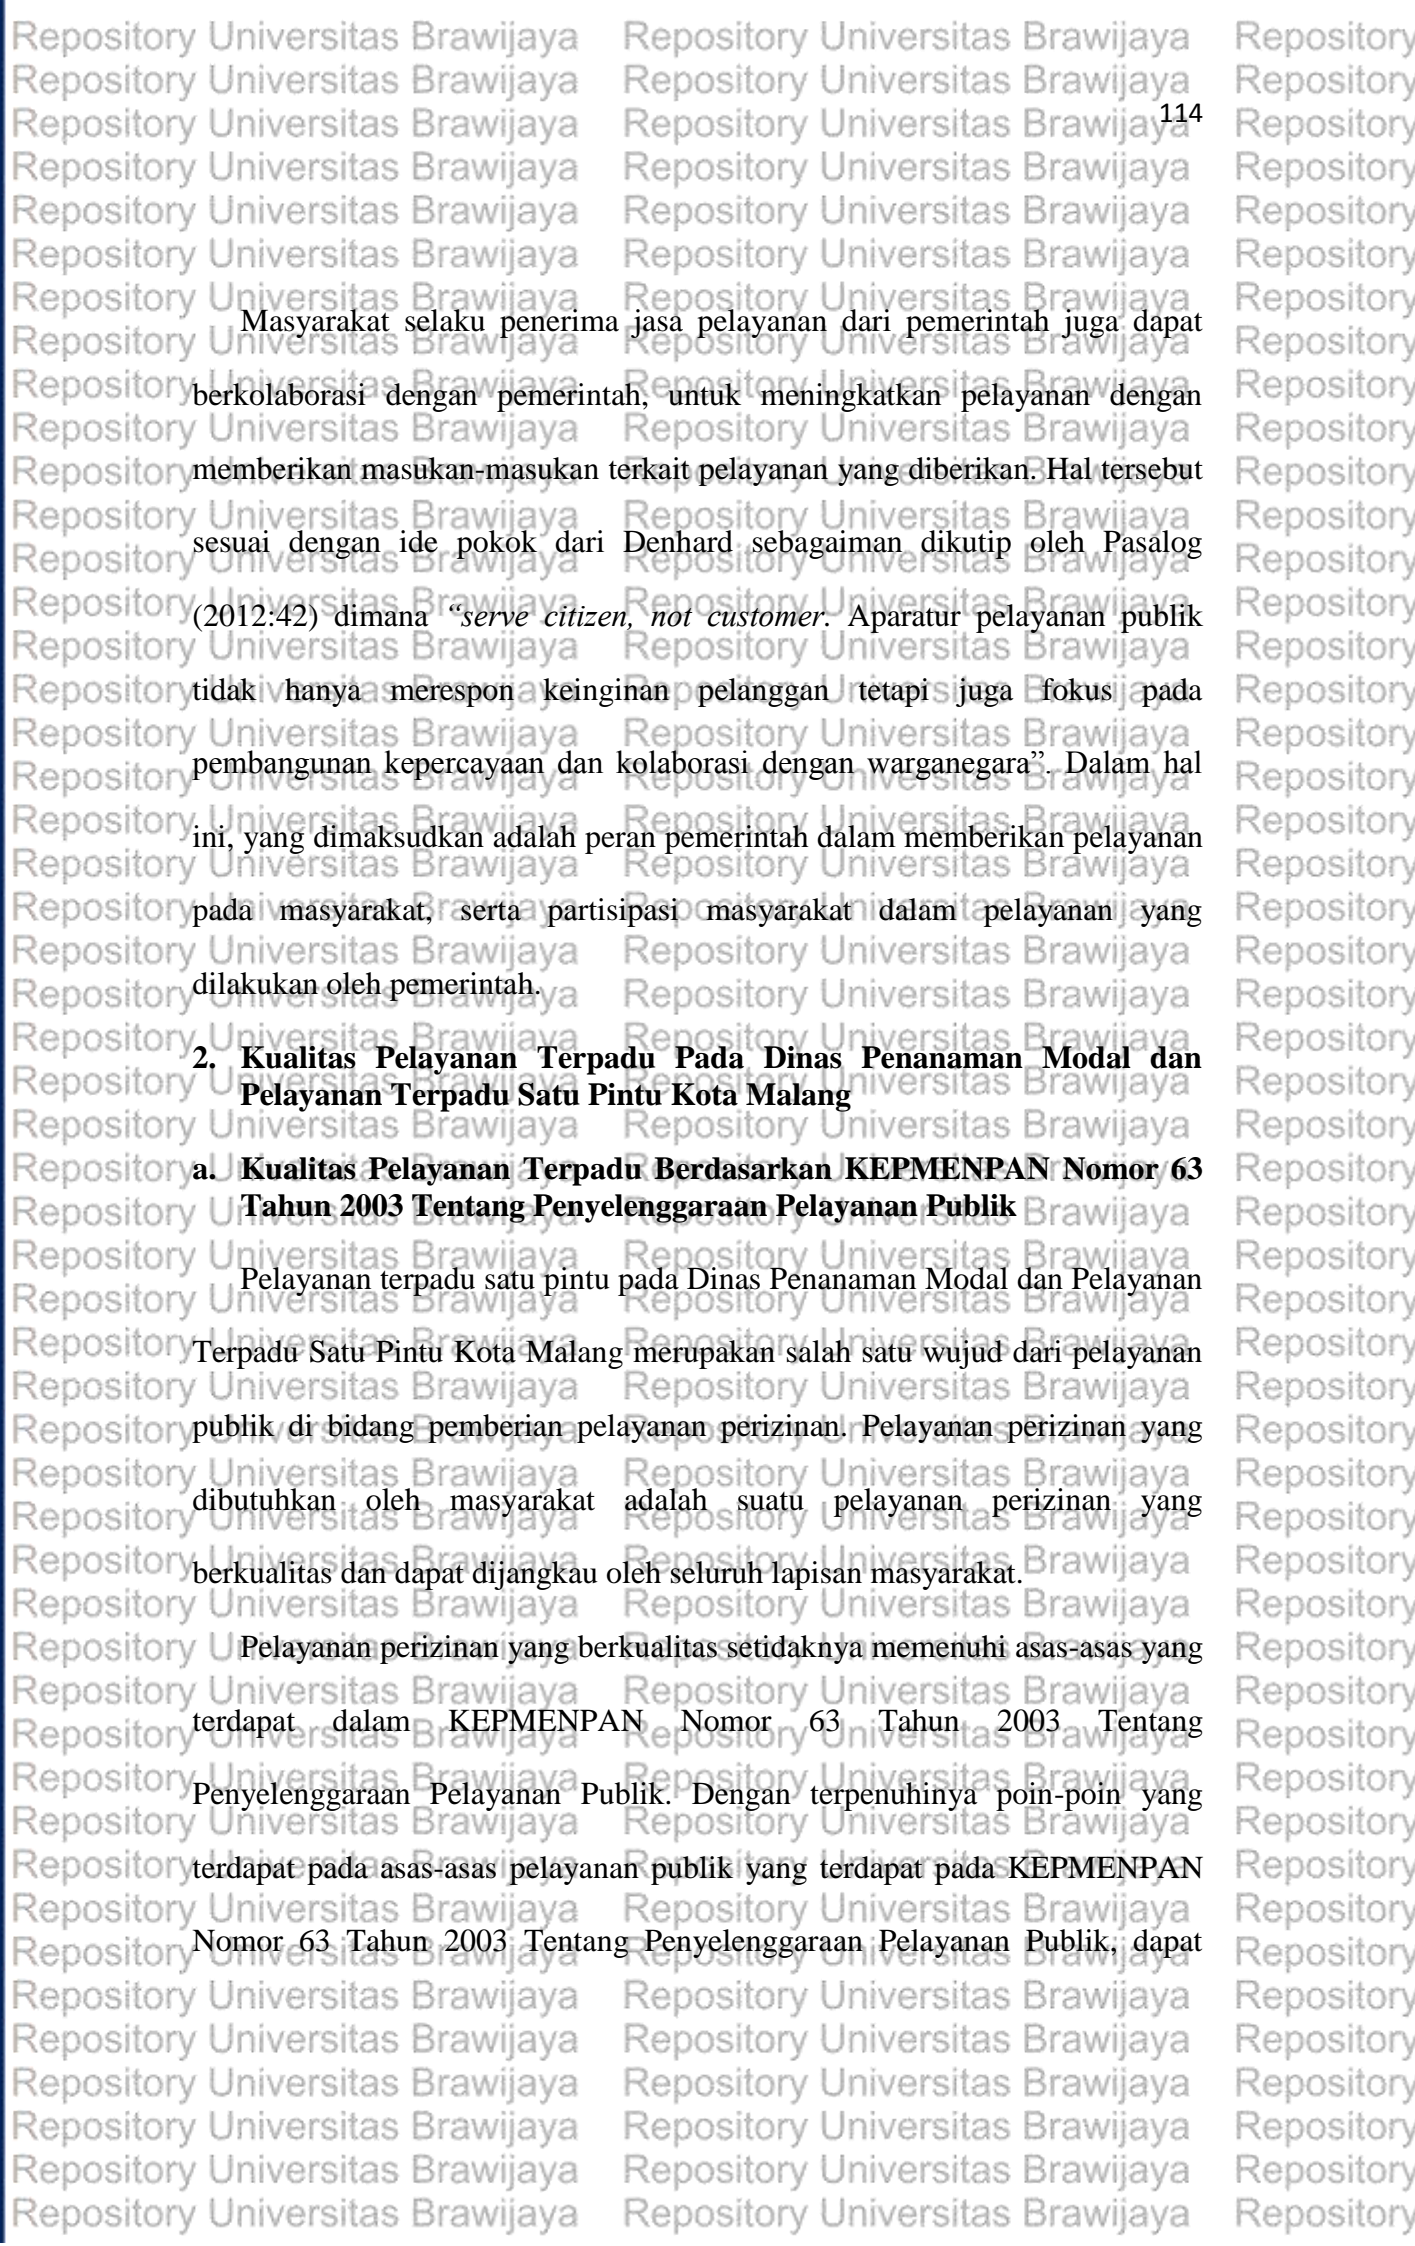 114
Masyarakat selaku penerima jasa pelayanan dari pemerintah juga dapat
berkolaborasi dengan pemerintah, untuk meningkatkan pelayanan dengan
memberikan masukan-masukan terkait pelayanan yang diberikan. Hal tersebut
sesuai dengan ide pokok dari Denhard sebagaiman dikutip oleh Pasalog
(2012:42) dimana “serve citizen, not customer. Aparatur pelayanan publik
tidak hanya merespon keinginan pelanggan tetapi juga fokus pada
pembangunan kepercayaan dan kolaborasi dengan warganegara”. Dalam hal
ini, yang dimaksudkan adalah peran pemerintah dalam memberikan pelayanan
pada masyarakat, serta partisipasi masyarakat dalam pelayanan yang
dilakukan oleh pemerintah.
2. Kualitas Pelayanan Terpadu Pada Dinas Penanaman Modal dan
Pelayanan Terpadu Satu Pintu Kota Malang
a. Kualitas Pelayanan Terpadu Berdasarkan KEPMENPAN Nomor 63
Tahun 2003 Tentang Penyelenggaraan Pelayanan Publik
Pelayanan terpadu satu pintu pada Dinas Penanaman Modal dan Pelayanan
Terpadu Satu Pintu Kota Malang merupakan salah satu wujud dari pelayanan
publik di bidang pemberian pelayanan perizinan. Pelayanan perizinan yang
dibutuhkan oleh masyarakat adalah suatu pelayanan perizinan yang
berkualitas dan dapat dijangkau oleh seluruh lapisan masyarakat.
Pelayanan perizinan yang berkualitas setidaknya memenuhi asas-asas yang
terdapat dalam KEPMENPAN Nomor 63 Tahun 2003 Tentang
Penyelenggaraan Pelayanan Publik. Dengan terpenuhinya poin-poin yang
terdapat pada asas-asas pelayanan publik yang terdapat pada KEPMENPAN
Nomor 63 Tahun 2003 Tentang Penyelenggaraan Pelayanan Publik, dapat